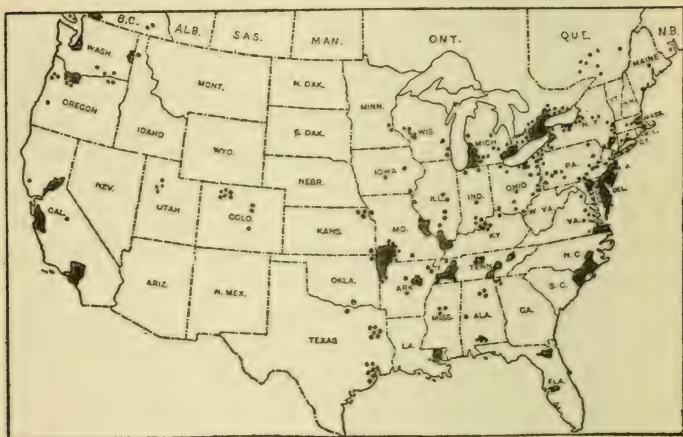 B.C.
ALB.
SAS.
MAN.
ONT.
QUE.
N.B.
WASH.
MONT.
N. DAK.
MINN.
MAINE
OREGON
IDAHO
S. DAK.
WIS.
MICH.
N.Y.
MASS.
CT.
WYO.
IOWA
PA.
NEBR.
NEV.
UTAH
COLO.
ILL.
IND.
OHIO
DEL.
W. VA.
CAL.
KANS.
MO.
KY.
VA.
ARIZ.
N. MEX.
OKLA.
ARK.
TENN.
N.C.
S.C.
TEXAS
LA.
MISS.
ALA.
GA.
FLA.